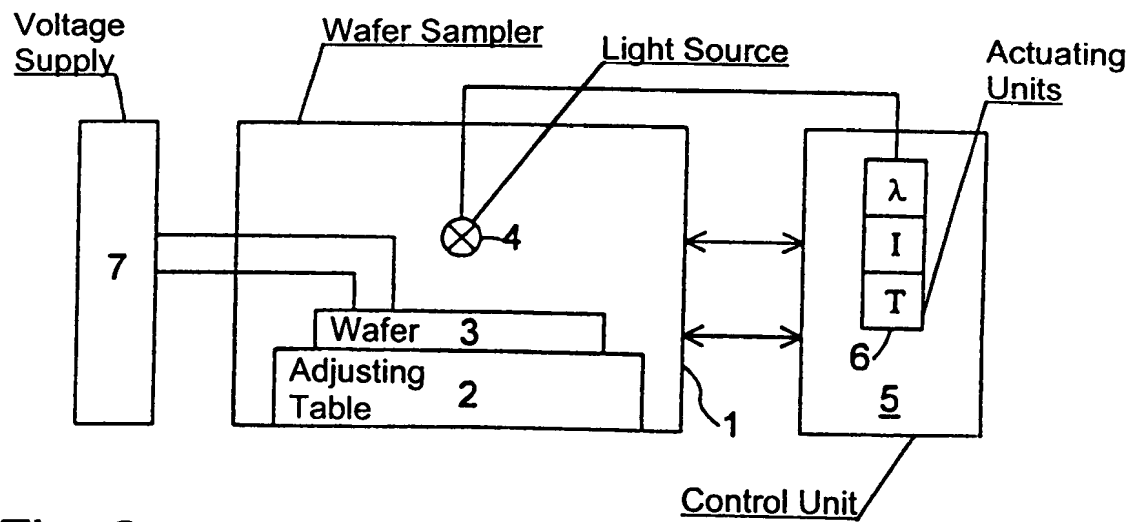 Voltage
Supply
Wafer Sampler
Light Source
Actuating
Units
λ
I
T
4
7
Wafer 3
6
Adjusting
Table
2
5
1
Control Unit